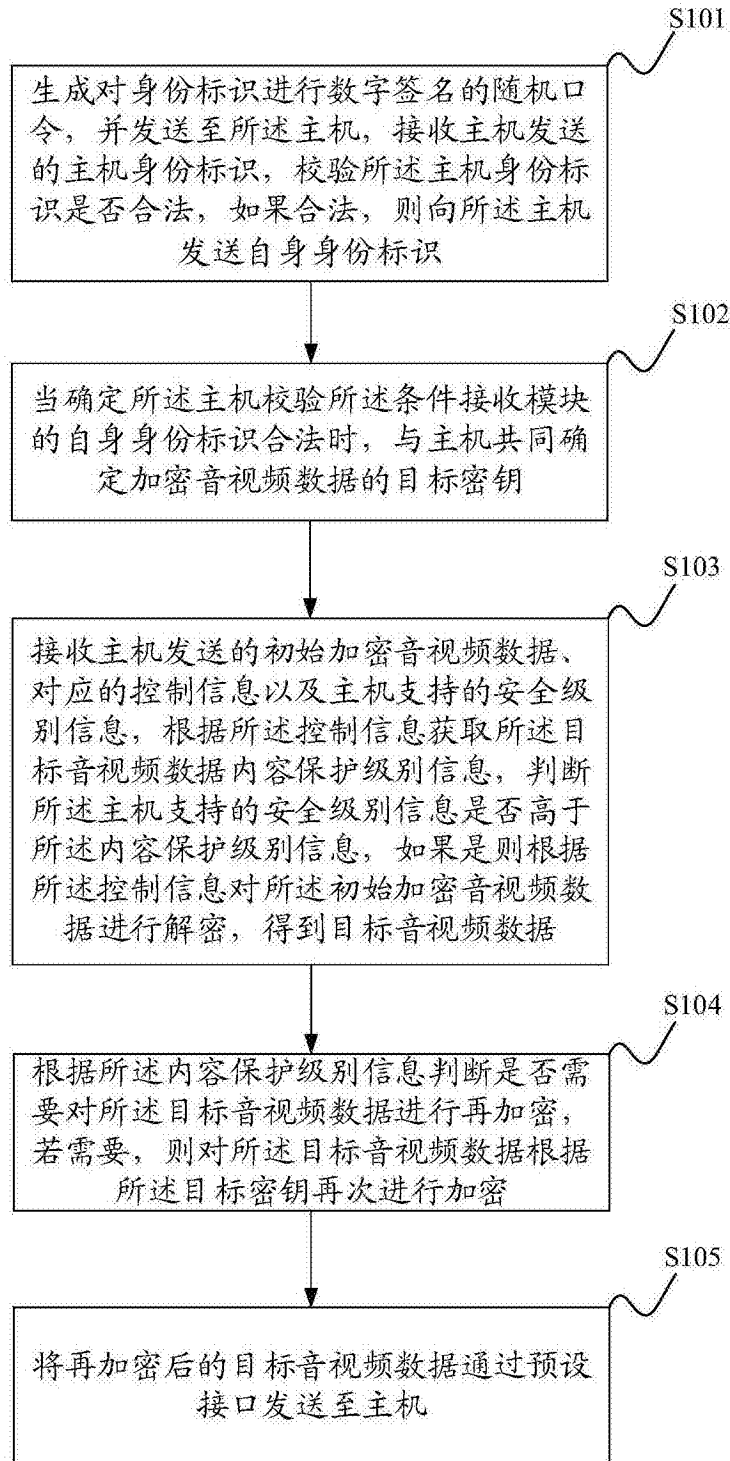 S101
生成对身份标识进行数字签名的随机口
令，并发送至所述主机，接收主机发送
的主机身份标识，校验所述主机身份标
识是否合法，如果合法，则向所述主机
发送自身身份标识
S102
当确定所述主机校验所述条件接收模块
的自身身份标识合法时，与主机共同确
定加密音视频数据的目标密钥
S103
接收主机发送的初始加密音视频数据、
对应的控制信息以及主机支持的安全级
别信息，根据所述控制信息获取所述目
标音视频数据内容保护级别信息，判断
所述主机支持的安全级别信息是否高于
所述内容保护级别信息，如果是则根据
所述控制信息对所述初始加密音视频数
据进行解密，得到目标音视频数据
S104
根据所述内容保护级别信息判断是否需
要对所述目标音视频数据进行再加密，
若需要，则对所述目标音视频数据根据
所述目标密钥再次进行加密
S105
将再加密后的目标音视频数据通过预设
接口发送至主机